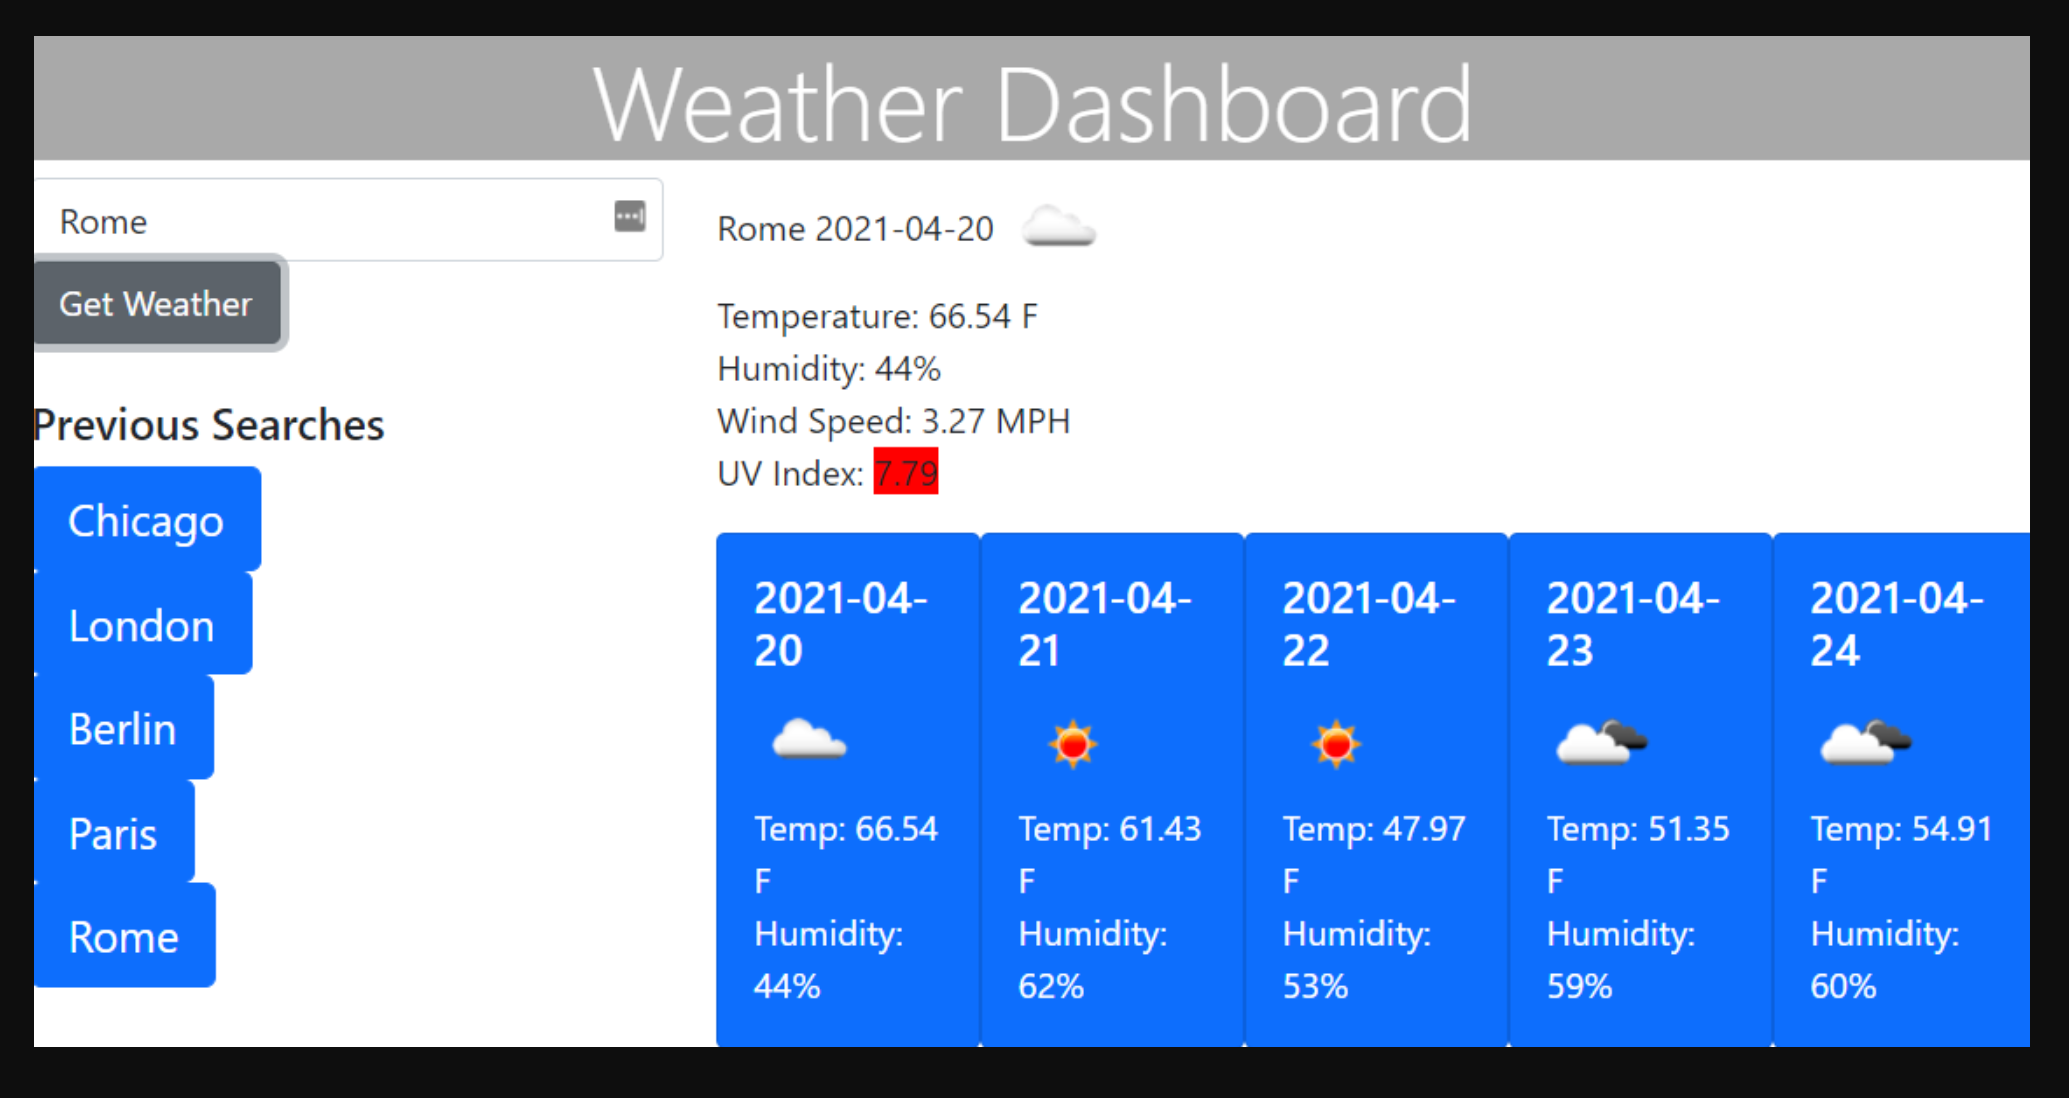 Weather Dashboard
Rome
Get Weather
Previous Searches
Chicago
London
Berlin
Paris
Rome
Rome 2021-04-20
Temperature: 66.54 F
Humidity: 44%
Wind Speed: 3.27 MPH
UV Index: 7.79
2021-04-
20
Temp: 66.54
F
Humidity:
44%
2021-04-
21
Temp: 61.43
F
Humidity:
62%
2021-04-
22
Temp: 47.97
F
Humidity:
53%
2021-04-
23
Temp: 51.35
F
Humidity:
59%
2021-04-
24
Temp: 54.91
F
Humidity:
60%